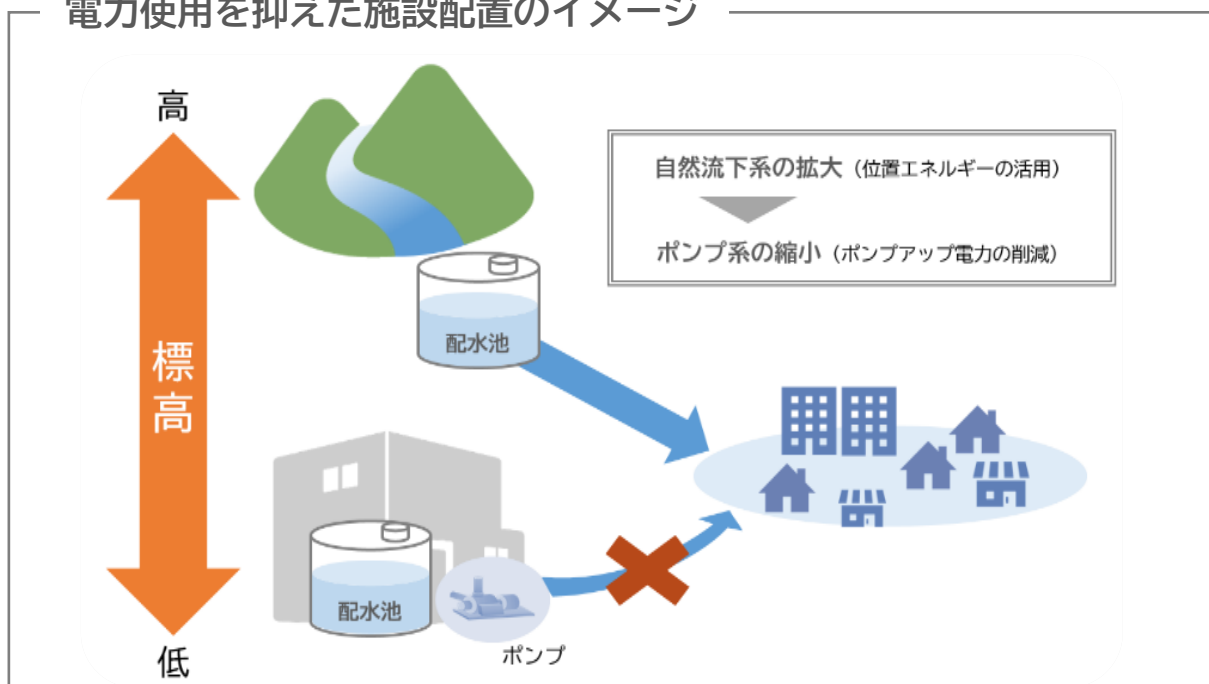 電力使用を抑えた施設配置のイメージ
高
自然流下系の拡大（位置エネルギーの活用）
ポンプ系の縮小（ポンプアップ電力の削減）
配水池
標高
配水池
ポンプ
低